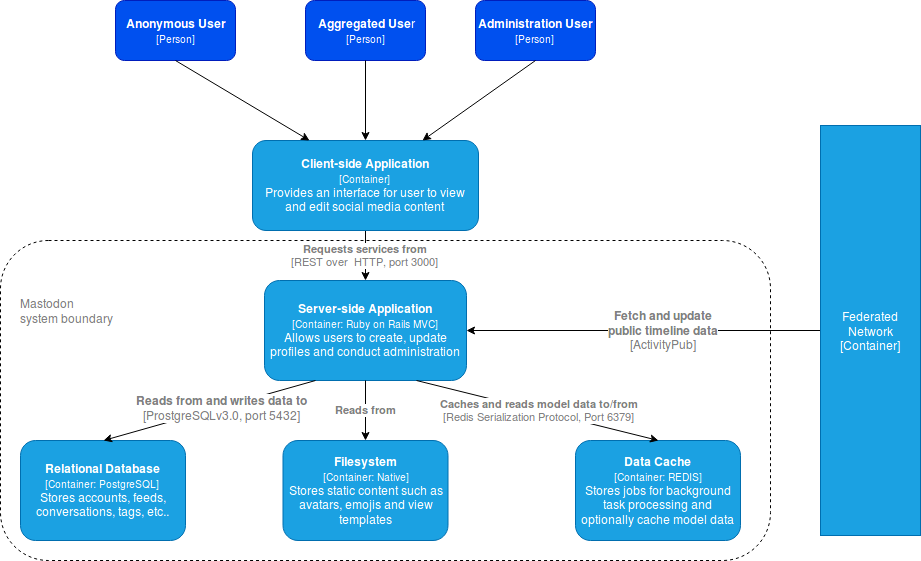 Anonymous User
[Person]
Aggregated User
[Person]
Administration User
[Person]
Client-side Application
[Container]
Provides an interface for user to view
and edit social media content
Requests services from
[REST over HTTP, port 3000]
Mastodon
system boundary
Server-side Application
[Container: Ruby on Rails MVC]
Allows users to create, update
profiles and conduct administration
Fetch and update
public timeline data
[ActivityPub]
Federated
Network
[Container]
Reads from and writes data to
[ProstgreSQLv3.0, port 5432]
Reads from
Caches and reads model data to/from
[Redis Serialization Protocol, Port 6379]
Relational Database
[Container: PostgreSQL]
Stores accounts, feeds,
conversations, tags, etc..
Filesystem
[Container: Native]
Stores static content such as
avatars, emojis and view
templates
Data Cache
[Container: REDIS]
Stores jobs for background
task processing and
optionally cache model data